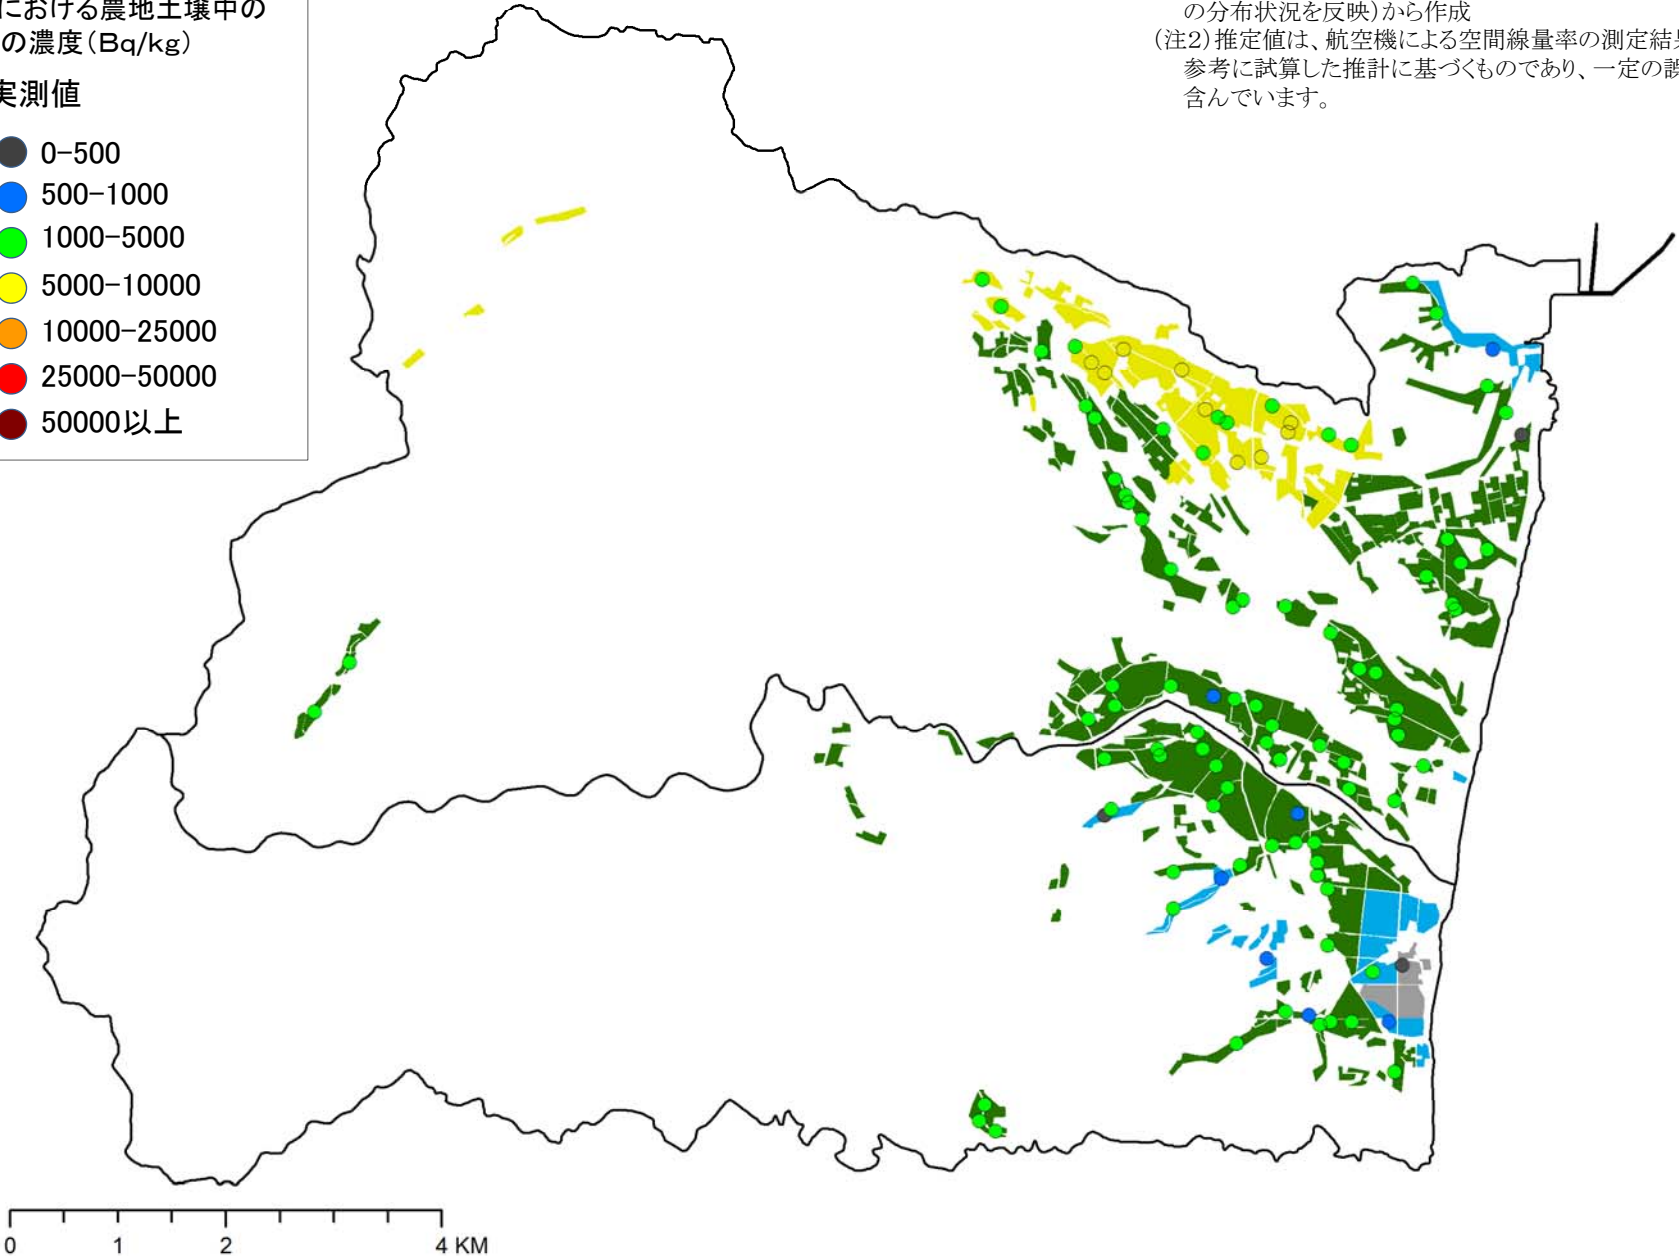 における農地土壌中の
の濃度(Bq/kg)
実測値
0-500
500-1000
1000-5000
5000-10000
10000-25000
25000-50000
50000以上
の分布状況を反映)から作成
(注2)推定値は、航空機による空間線量率の測定結果
参考に試算した推計に基づくものであり、一定の誤
含んでいます。
0 1 2 4 KM